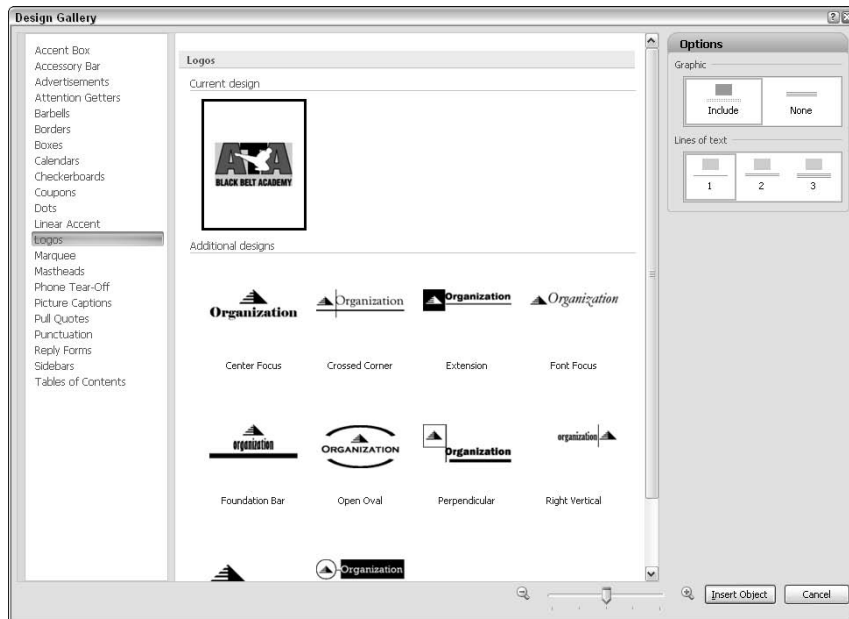 Design Gallery
Accent Box
Accessory Bar
Advertisements
Attention Getters
Barbells
Borders
Boxes
Calendars
Checkerboards
Coupons
Dots
Linear Accent
Logos
Marquee
Mastheads
Phone Tear-Off
Picture Captions
Pull Quotes
Punctuation
Reply Forms
Sidebars
Tables of Contents
Logos
Current design
ATA
BLACK BELT ACADEMY
Additional designs
Organization
Organization
Organization
Organization
Center Focus
Crossed Corner
Extension
Font Focus
organization
ORGANIZATION
Organization
organization
Foundation Bar
Open Oval
Perpendicular
Right Vertical
Organization
Options
Graphic
Include
None
Lines of text
1
2
3
Insert Object
Cancel